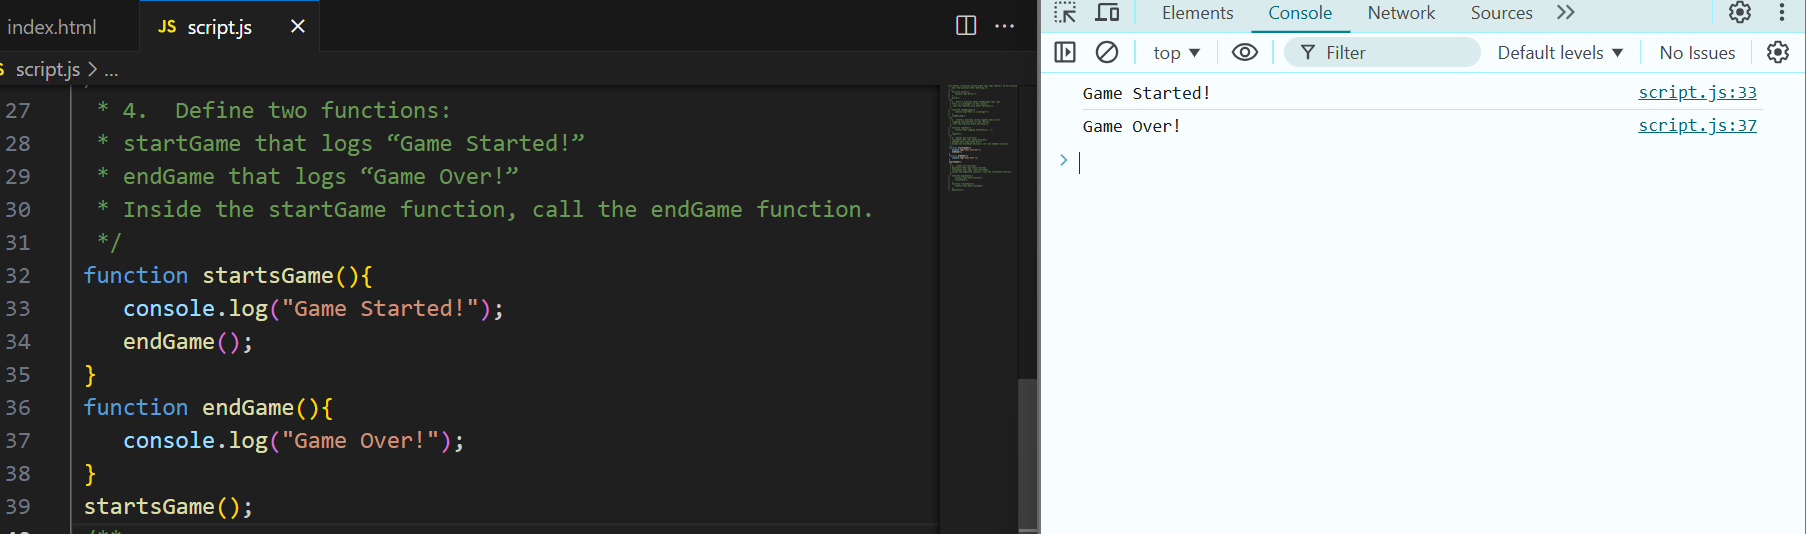 index.html
JS script.js
script.js > ...
27 * 4.  Define two functions:
28 * startGame that logs “Game Started!”
29 * endGame that logs “Game Over!”
30 * Inside the startGame function, call the endGame function.
31 */
32 function startsGame(){
33 console.log("Game Started!");
34 endGame();
35 }
36 function endGame(){
37 console.log("Game Over!");
38 }
39 startsGame();
/**
Elements Console Network Sources
top Filter Default levels No Issues
Game Started! script.js:33
Game Over! script.js:37
>